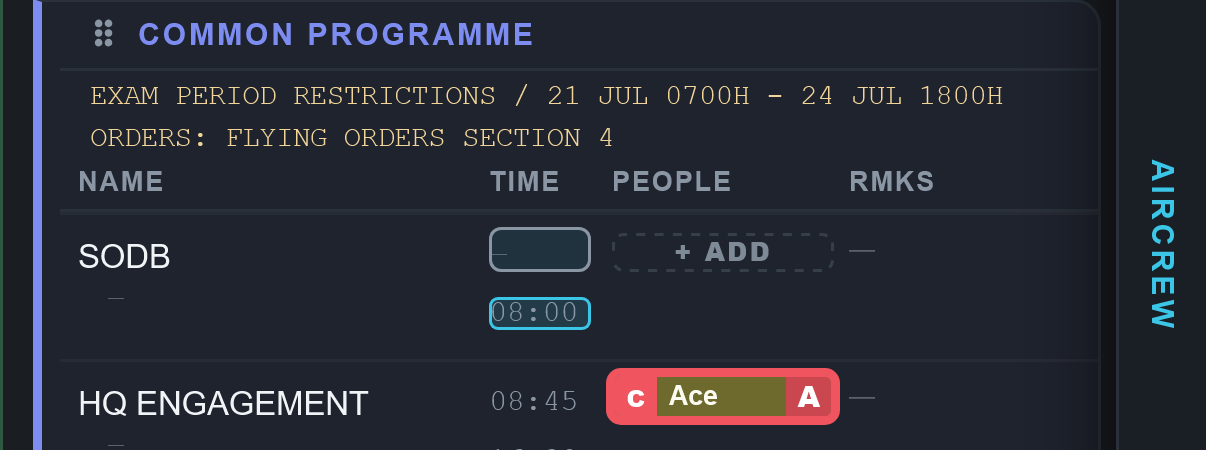 COMMON PROGRAMME
EXAM PERIOD RESTRICTIONS / 21 JUL 0700H - 24 JUL 1800H
ORDERS: FLYING ORDERS SECTION 4
NAME TIME PEOPLE RMKS
SODB — + ADD —
— 08:00
HQ ENGAGEMENT 08:45 C Ace A —
—
AIRCREW